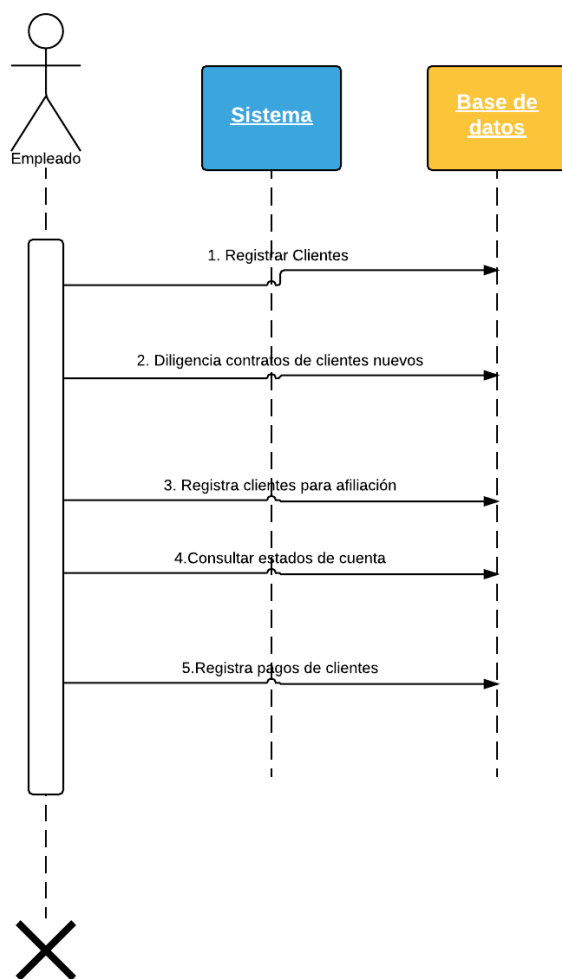 Empleado
Sistema
Base de
datos
1. Registrar Clientes
2. Diligencia contratos de clientes nuevos
3. Registra clientes para afiliación
4.Consultar estados de cuenta
5.Registra pagos de clientes